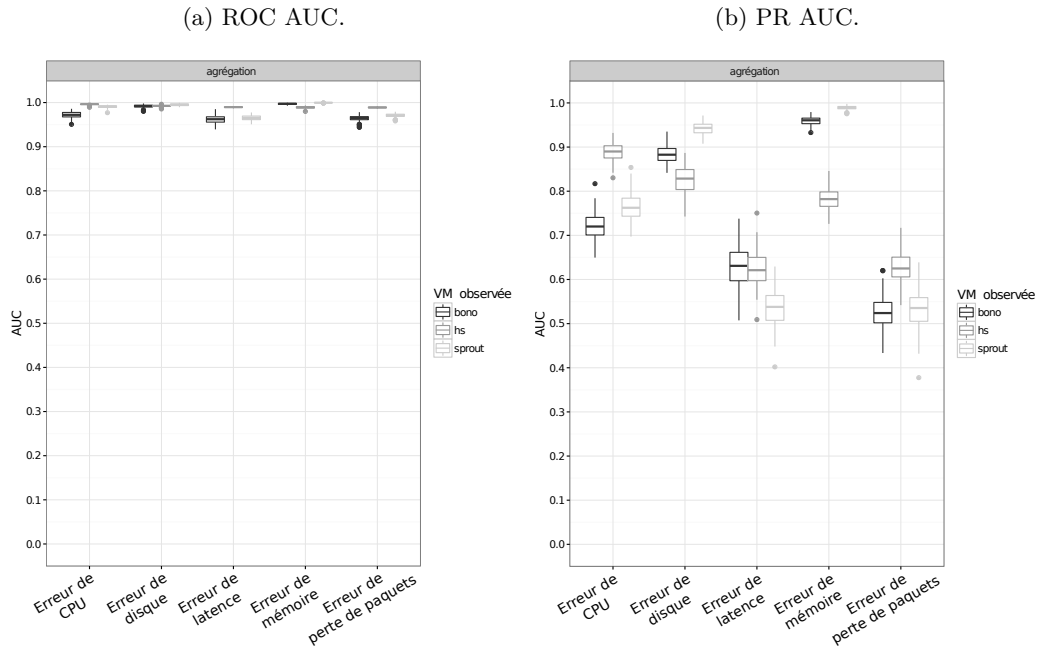 (a) ROC AUC.
agrégation
1.0
0.9
0.8
0.7
0.6
0.5
0.4
0.3
0.2
0.1
0.0
AUC
Erreur de
CPU
Erreur de
disque
Erreur de
latence
Erreur de
mémoire
Erreur de
perte de paquets
VM observée
bono
hs
sprout
(b) PR AUC.
agrégation
1.0
0.9
0.8
0.7
0.6
0.5
0.4
0.3
0.2
0.1
0.0
AUC
Erreur de
CPU
Erreur de
disque
Erreur de
latence
Erreur de
mémoire
Erreur de
perte de paquets
VM observée
bono
hs
sprout